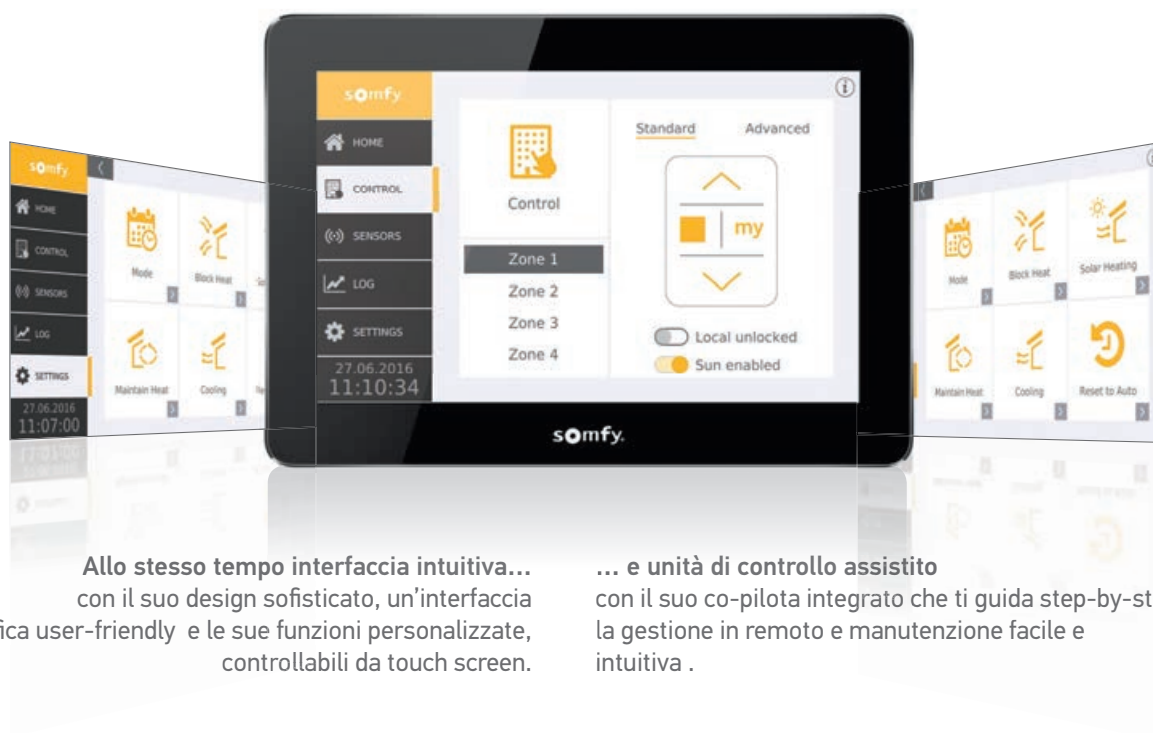 somfy
HOME
CONTROL
SENSORS
LOG
SETTINGS
27.06.2016
11:07:00
Mode
Block Heat
Maintain Heat
Cooling
somfy
HOME
CONTROL
SENSORS
LOG
SETTINGS
27.06.2016
11:10:34
Control
Zone 1
Zone 2
Zone 3
Zone 4
Standard Advanced
my
Local unlocked
Sun enabled
somfy.
Mode
Block Heat
Solar Heating
Maintain Heat
Cooling
Reset to Auto
Allo stesso tempo interfaccia intuitiva…
con il suo design sofisticato, un’interfaccia
fica user-friendly e le sue funzioni personalizzate,
controllabili da touch screen.
… e unità di controllo assistito
con il suo co-pilota integrato che ti guida step-by-st
la gestione in remoto e manutenzione facile e
intuitiva .